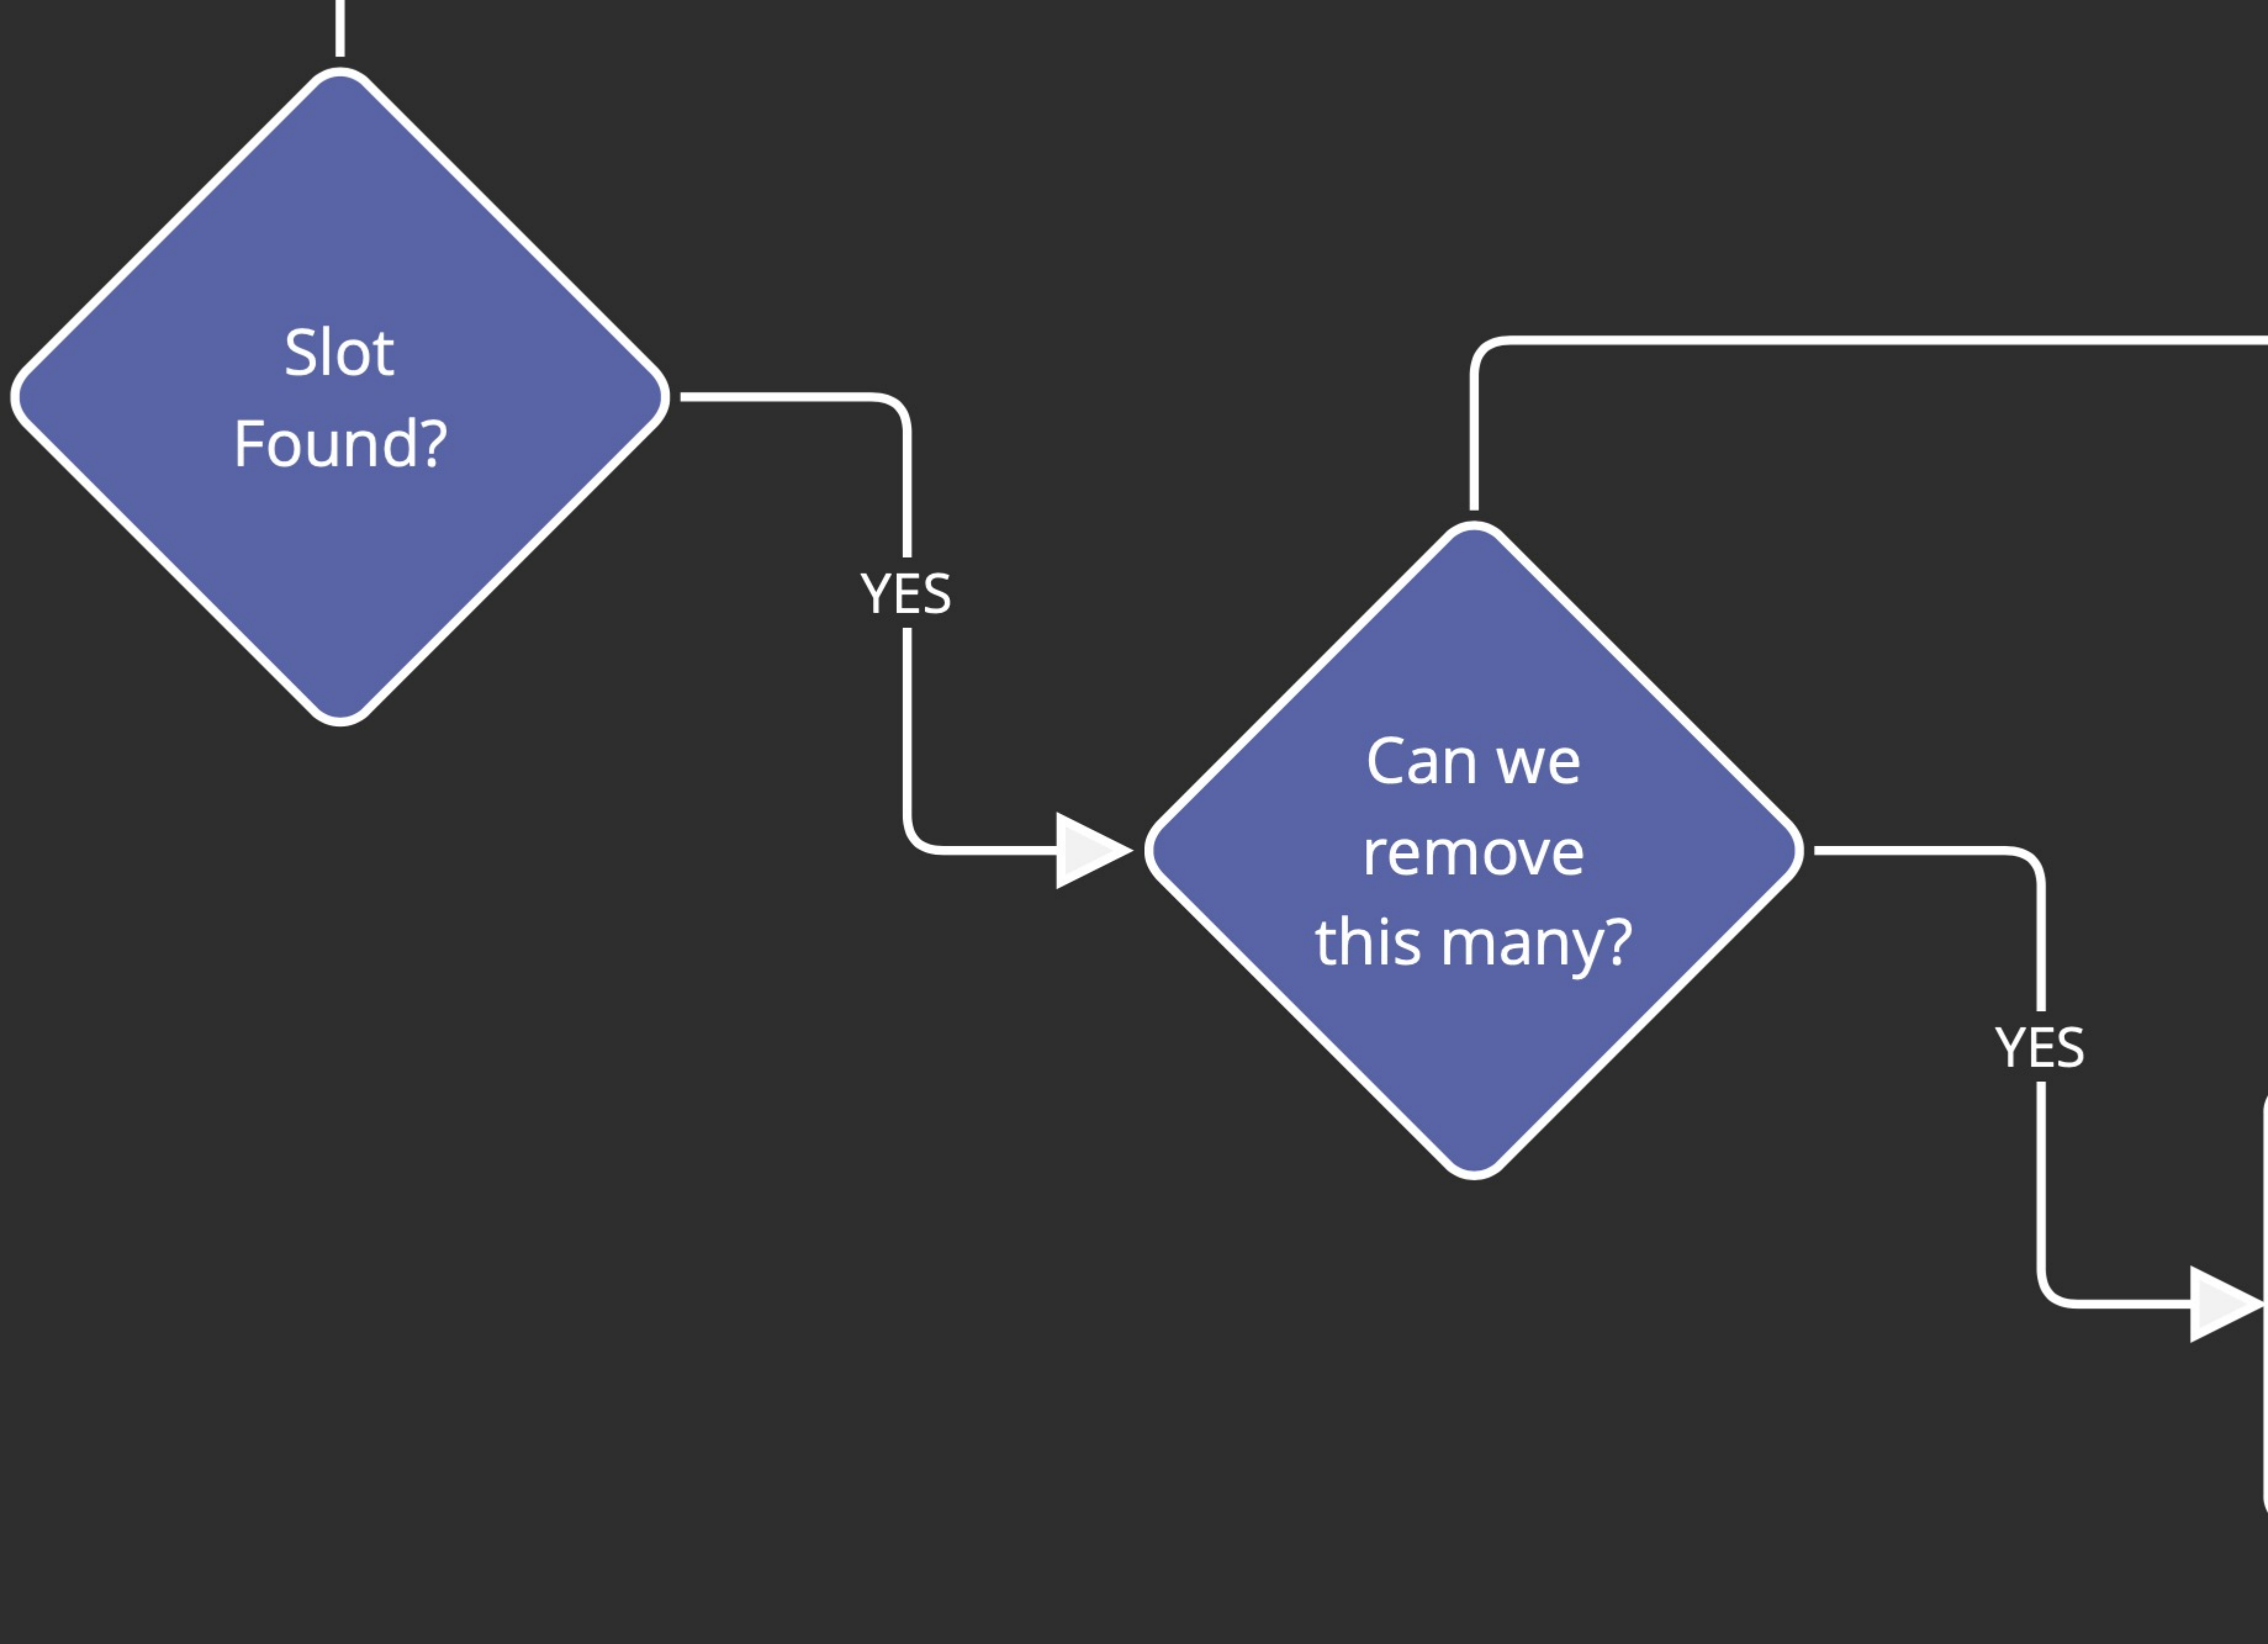 Slot
Found?
YES
Can we
remove
this many?
YES